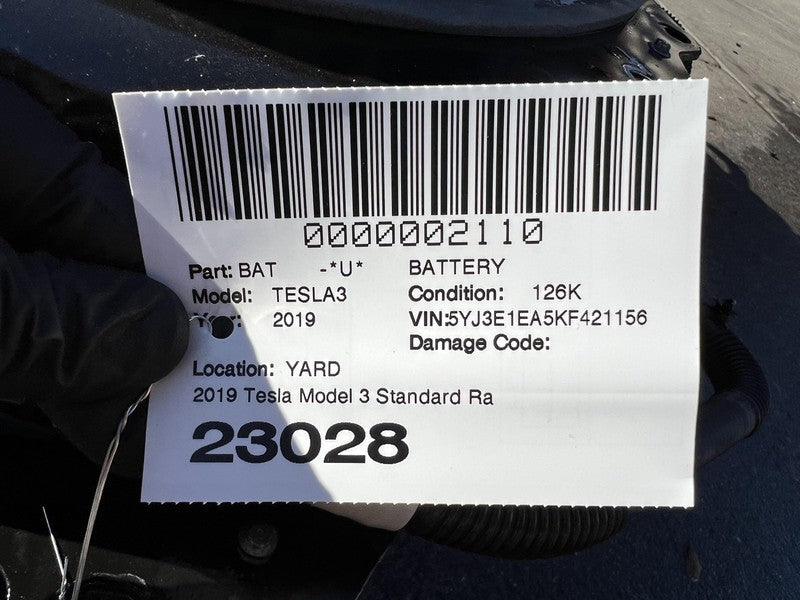 0000002110
Part: BAT -*U* BATTERY
Model: TESLA3 Condition: 126K
2019 VIN:5YJ3E1EA5KF421156
Damage Code:
Location: YARD
2019 Tesla Model 3 Standard Ra
23028